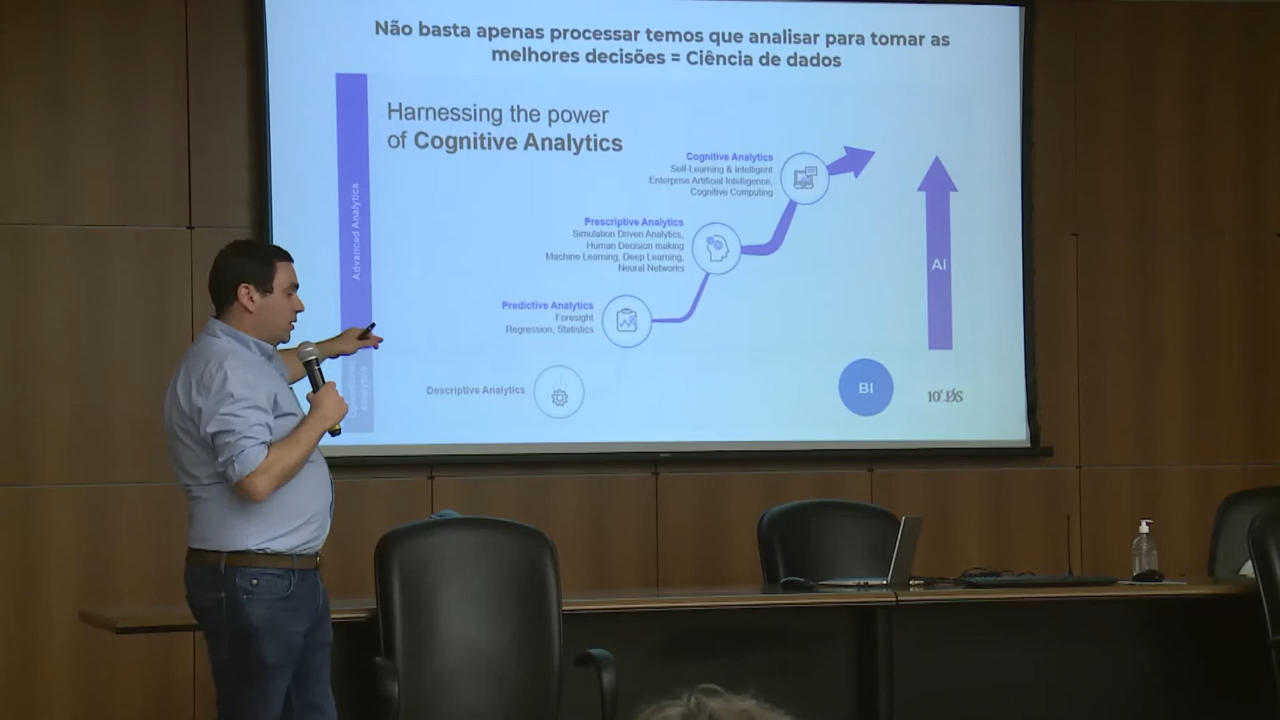 Não basta apenas processar temos que analisar para tomar as
melhores decisões = Ciência de dados
Harnessing the power
of Cognitive Analytics
Advanced Analytics
Cognitive Analytics
Self-Learning & Intelligent
Enterprise Artificial Intelligence,
Cognitive Computing
Prescriptive Analytics
Simulation Driven Analytics,
Human Decision making
Machine Learning, Deep Learning,
Neural Networks
Predictive Analytics
Foresight
Regression, Statistics
Descriptive Analytics
Analytics
AI
BI